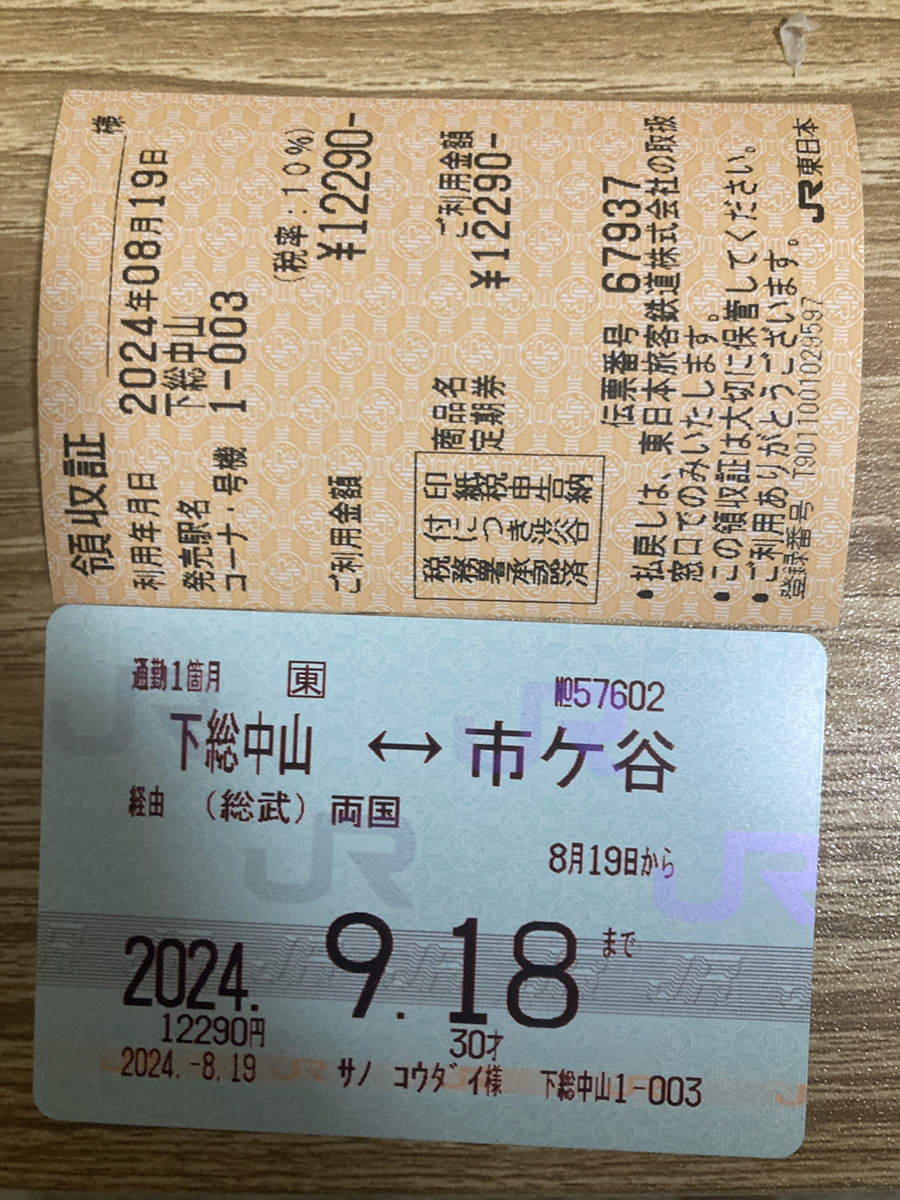 領収証
様
利用年月日 2024年08月19日
発売駅名 下総中山
コーナ・号機 1-003
(税率:10%)
ご利用金額 ¥12290-
商品名 ご利用金額
定期券 ¥12290-
印紙税申告納
付につき渋谷
税務署承認済
伝票番号 67937
•払戻しは、東日本旅客鉄道株式会社の取扱
窓口でのみいたします。
•この領収証は大切に保管してください。
•ご利用ありがとうございます。
登録番号 T9011001029597
JR東日本
通勤1箇月 東 №57602
下総中山 ↔ 市ケ谷
経由 (総武) 両国
8月19日から
2024. 9.18 まで
12290円 30才
2024.-8.19 サノ コウダイ様 下総中山1-003